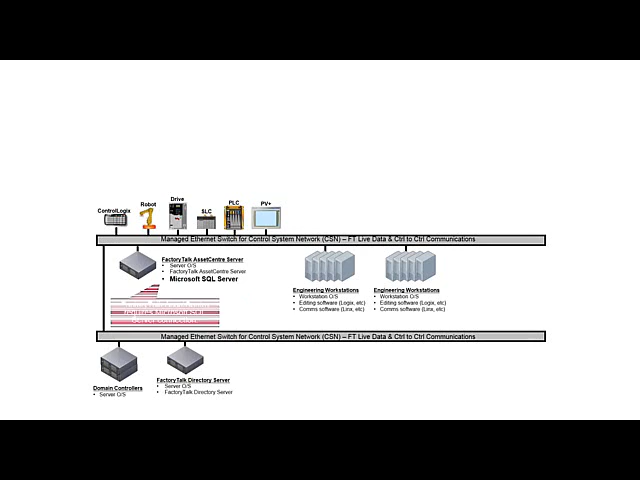 ControlLogix
Robot
Drive
SLC
PLC
PV+
Managed Ethernet Switch for Control System Network (CSN) – FT Live Data & Ctrl to Ctrl Communications
FactoryTalk AssetCentre Server
• Server O/S
• FactoryTalk AssetCentre Server
• Microsoft SQL Server
Engineering Workstations
• Workstation O/S
• Editing software (Logix, etc)
• Comms software (Linx, etc)
Engineering Workstations
• Workstation O/S
• Editing software (Logix, etc)
• Comms software (Linx, etc)
Managed Ethernet Switch for Control System Network (CSN) – FT Live Data & Ctrl to Ctrl Communications
Domain Controllers
• Server O/S
FactoryTalk Directory Server
• Server O/S
• FactoryTalk Directory Server